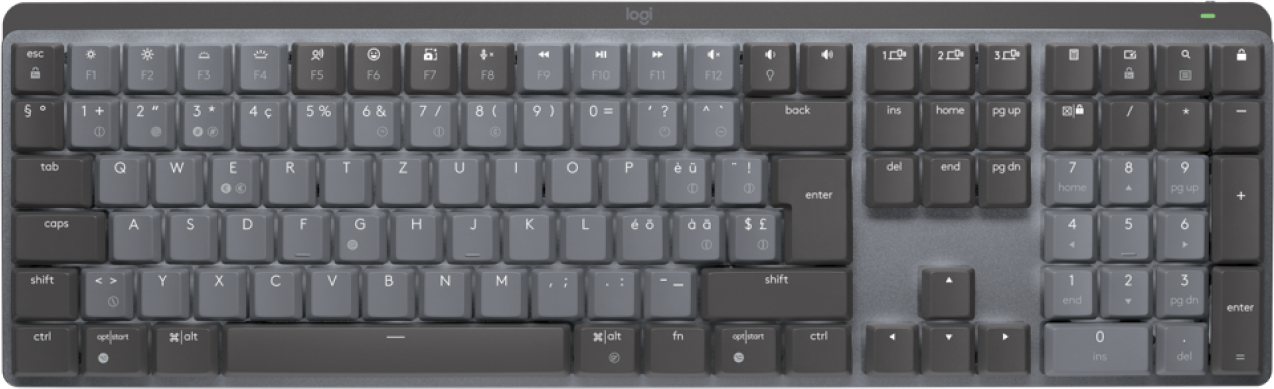 logi
esc F1 F2 F3 F4 F5 F6 F7 F8 F9 F10 F11 F12 1 2 3
§ ° 1 + 2 " 3 * 4 ç 5 % 6 & 7 / 8 ( 9 ) 0 = ' ? ^ ` back ins home pg up / * −
tab Q W E R T Z U I O P è ü ¨ ! enter del end pg dn 7 home 8 9 pg up +
caps A S D F G H J K L é ö à ä $ £ 4 5 6
shift < > Y X C V B N M , ; . : - _ shift 1 end 2 3 pg dn enter =
ctrl opt|start ⌘|alt ⌘|alt fn opt|start ctrl 0 ins . del